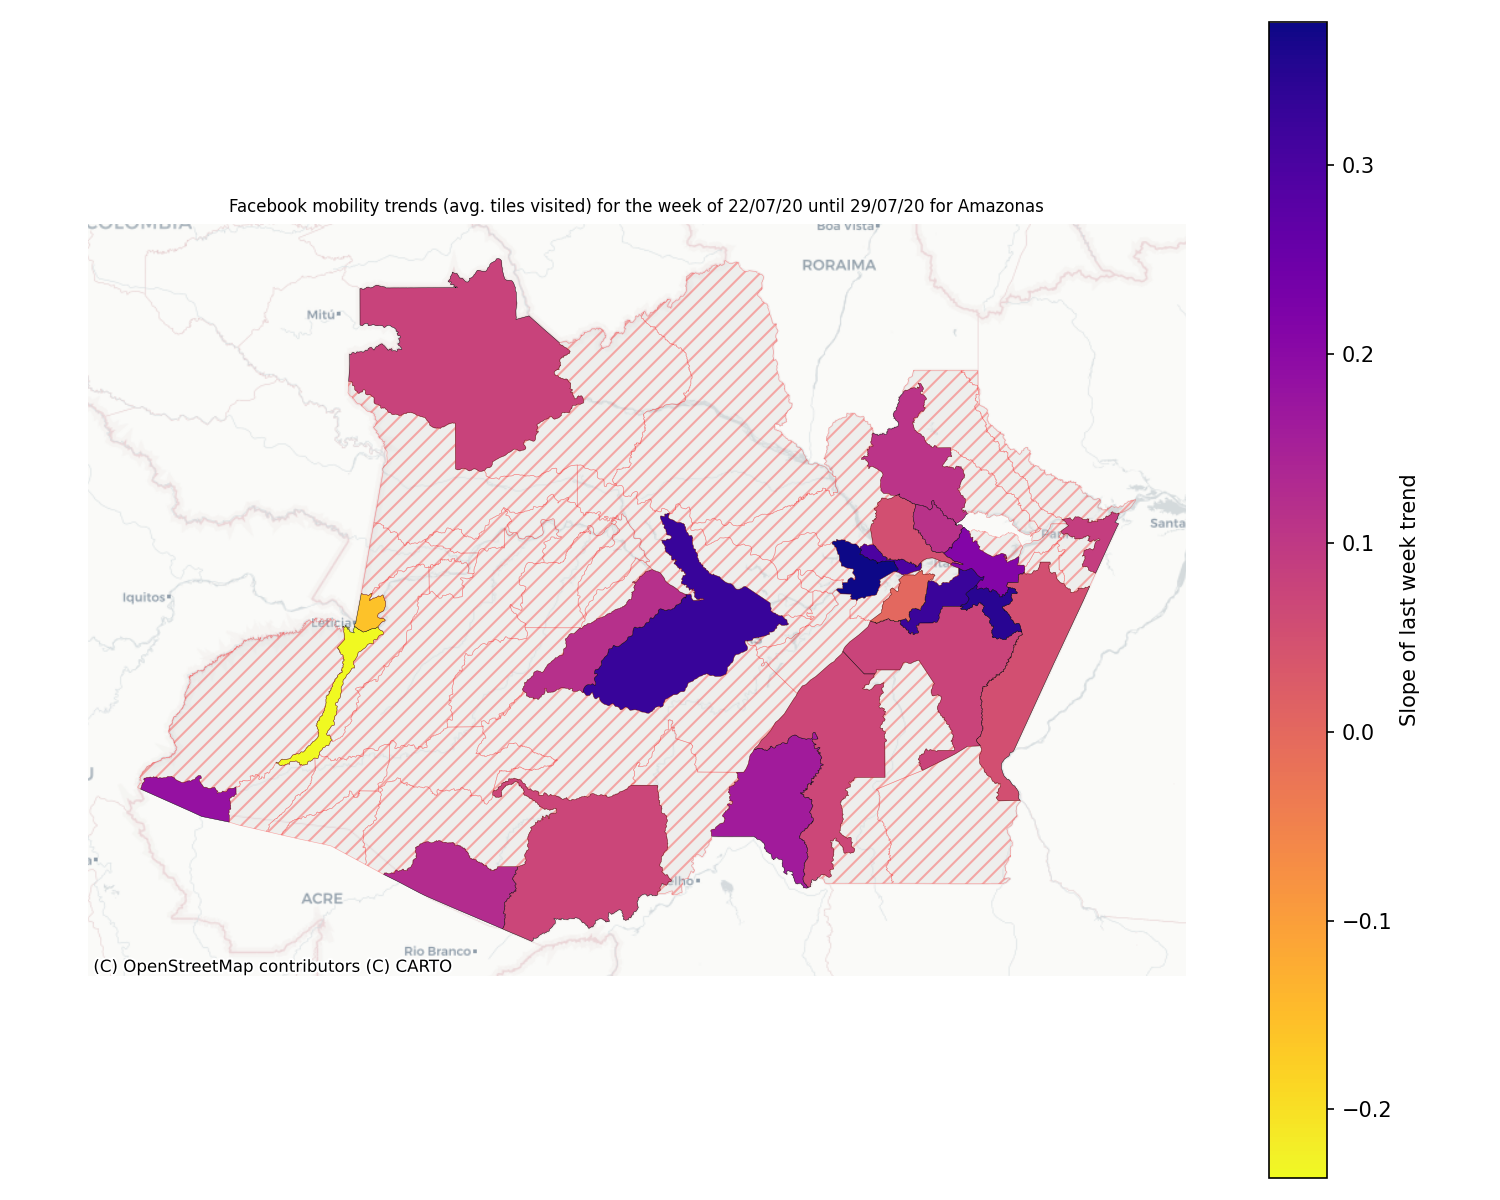 Facebook mobility trends (avg. tiles visited) for the week of 22/07/20 until 29/07/20 for Amazonas
COLOMBIA
Boa Vista
RORAIMA
Mitú
Santa
Iquitos
Leticia
ACRE
Rio Branco
(C) OpenStreetMap contributors (C) CARTO
0.3
0.2
0.1
0.0
−0.1
−0.2
Slope of last week trend